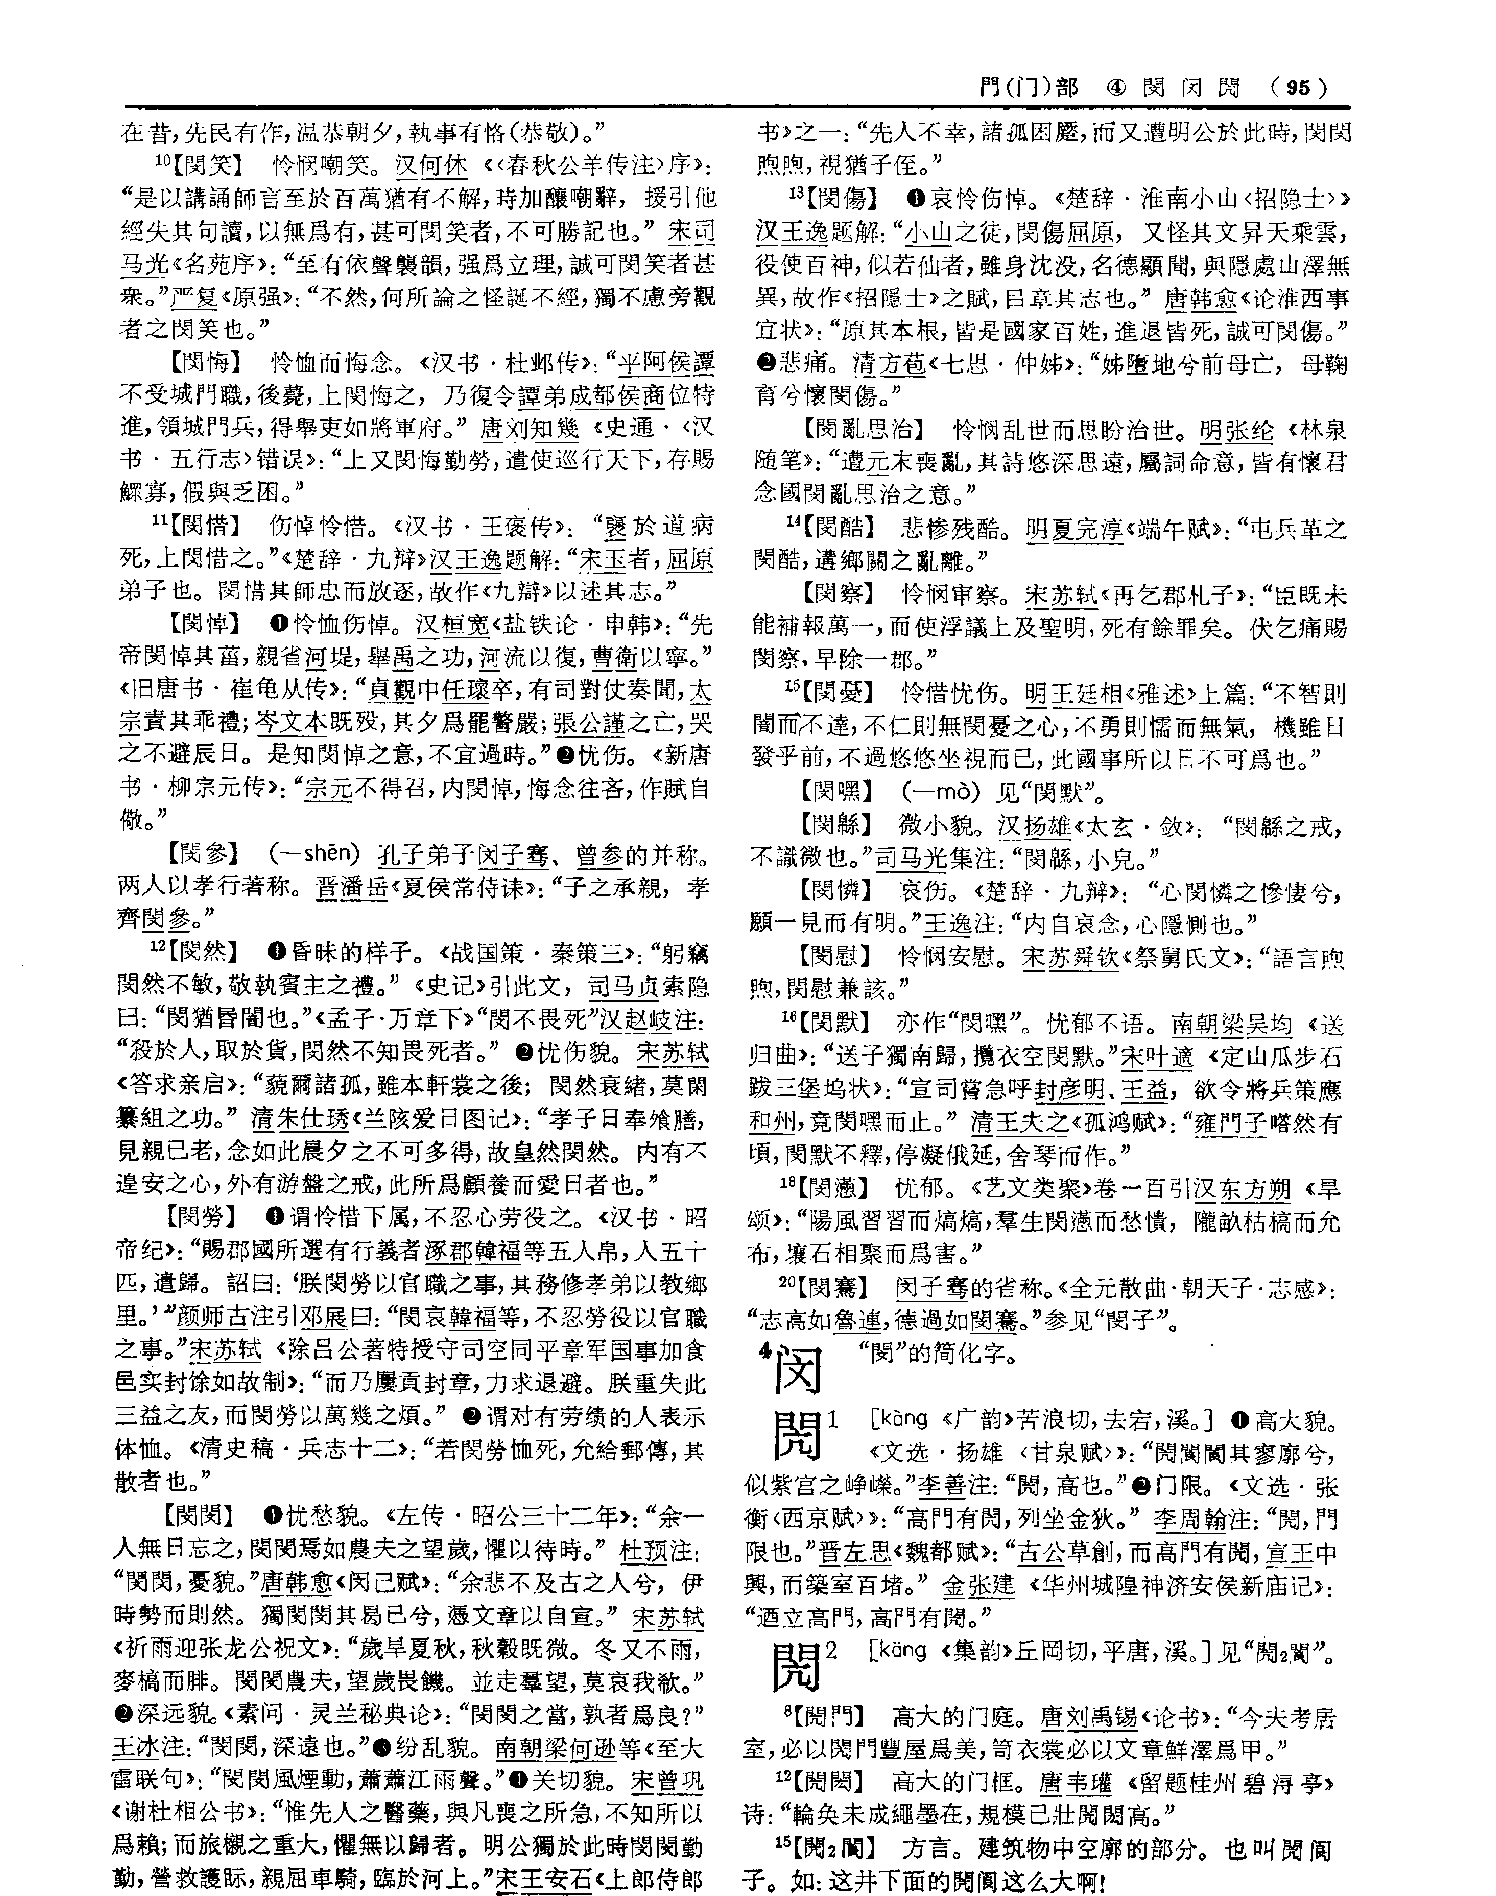 門(门)部 ④ 閔 闵 閌 (95)
在昔，先民有作，温恭朝夕，執事有恪(恭敬)。”
¹⁰【閔笑】 怜悯嘲笑。汉何休《〈春秋公羊传注〉序》：
“是以講誦師言至於百萬猶有不解，時加釀嘲辭，援引他
經失其句讀，以無爲有，甚可閔笑者，不可勝記也。”宋司
马光《名苑序》：“至有依聲襲韻，强爲立理，誠可閔笑者甚
衆。”严复《原强》：“不然，何所論之怪誕不經，獨不慮旁觀
者之閔笑也。”
【閔悔】 怜恤而悔念。《汉书·杜邺传》：“平阿侯譚
不受城門職，後薨，上閔悔之，乃復令譚弟成都侯商位特
進，領城門兵，得舉吏如將軍府。”唐刘知幾《史通·〈汉
书·五行志〉错误》：“上又閔悔勤勞，遣使巡行天下，存賜
鰥寡，假與乏困。”
¹¹【閔惜】 伤悼怜惜。《汉书·王褒传》：“褒於道病
死，上閔惜之。”《楚辞·九辩》汉王逸题解：“宋玉者，屈原
弟子也。閔惜其師忠而放逐，故作《九辯》以述其志。”
【閔悼】 ❶怜恤伤悼。汉桓宽《盐铁论·申韩》：“先
帝閔悼其菑，親省河堤，舉禹之功，河流以復，曹衛以寧。”
《旧唐书·崔龟从传》：“貞觀中任瓌卒，有司對仗奏聞，太
宗責其乖禮；岑文本既殁，其夕爲罷警嚴；張公謹之亡，哭
之不避辰日。是知閔悼之意，不宜過時。”❷忧伤。《新唐
书·柳宗元传》：“宗元不得召，内閔悼，悔念往吝，作賦自
儆。”
【閔參】 (—shēn) 孔子弟子闵子骞、曾参的并称。
两人以孝行著称。晋潘岳《夏侯常侍诔》：“子之承親，孝
齊閔參。”
¹²【閔然】 ❶昏昧的样子。《战国策·秦策三》：“躬竊
閔然不敏，敬執賓主之禮。”《史记》引此文，司马贞索隐
曰：“閔猶昏闇也。”《孟子·万章下》“閔不畏死”汉赵岐注：
“殺於人，取於貨，閔然不知畏死者。”❷忧伤貌。宋苏轼
《答求亲启》：“藐爾諸孤，雖本軒裳之後；閔然衰緒，莫閑
纂組之功。”清朱仕琇《兰陔爱日图记》：“孝子日奉飧膳，
見親已老，念如此晨夕之不可多得，故皇然閔然。内有不
遑安之心，外有游盤之戒，此所爲顧養而愛日者也。”
【閔勞】 ❶谓怜惜下属，不忍心劳役之。《汉书·昭
帝纪》：“賜郡國所選有行義者涿郡韓福等五人帛，人五十
匹，遣歸。詔曰：‘朕閔勞以官職之事，其務修孝弟以教鄉
里。’”颜师古注引邓展曰：“閔哀韓福等，不忍勞役以官職
之事。”宋苏轼《除吕公著特授守司空同平章军国事加食
邑实封馀如故制》：“而乃屢貢封章，力求退避。朕重失此
三益之友，而閔勞以萬幾之煩。”❷谓对有劳绩的人表示
体恤。《清史稿·兵志十二》：“若閔勞恤死，允給郵傳，其
散者也。”
【閔閔】 ❶忧愁貌。《左传·昭公三十二年》：“余一
人無日忘之，閔閔焉如農夫之望歲，懼以待時。”杜预注：
“閔閔，憂貌。”唐韩愈《闵己赋》：“余悲不及古之人兮，伊
時勢而則然。獨閔閔其曷已兮，憑文章以自宣。”宋苏轼
《祈雨迎张龙公祝文》：“歲旱夏秋，秋穀既微。冬又不雨，
麥槁而腓。閔閔農夫，望歲畏饑。並走羣望，莫哀我欷。”
❷深远貌。《素问·灵兰秘典论》：“閔閔之當，孰者爲良？”
王冰注：“閔閔，深遠也。”❸纷乱貌。南朝梁何逊等《至大
雷联句》：“閔閔風煙動，蕭蕭江雨聲。”❹关切貌。宋曾巩
《谢杜相公书》：“惟先人之醫藥，與凡喪之所急，不知所以
爲賴；而旅櫬之重大，懼無以歸者。明公獨於此時閔閔勤
勤，營救護眎，親屈車騎，臨於河上。”宋王安石《上郎侍郎
书》之一：“先人不幸，諸孤困蹙，而又遭明公於此時，閔閔
煦煦，視猶子侄。”
¹³【閔傷】 ❶哀怜伤悼。《楚辞·淮南小山〈招隐士〉》
汉王逸题解：“小山之徒，閔傷屈原，又怪其文昇天乘雲，
役使百神，似若仙者，雖身沈没，名德顯聞，與隱處山澤無
異，故作《招隱士》之賦，㠯章其志也。”唐韩愈《论淮西事
宜状》：“原其本根，皆是國家百姓，進退皆死，誠可閔傷。”
❷悲痛。清方苞《七思·仲姊》：“姊墮地兮前母亡，母鞠
育兮懷閔傷。”
【閔亂思治】 怜悯乱世而思盼治世。明张纶《林泉
随笔》：“遭元末喪亂，其詩悠深思遠，屬詞命意，皆有懷君
念國閔亂思治之意。”
¹⁴【閔酷】 悲惨残酷。明夏完淳《端午赋》：“屯兵革之
閔酷，遘鄉關之亂離。”
【閔察】 怜悯审察。宋苏轼《再乞郡札子》：“臣既未
能補報萬一，而使浮議上及聖明，死有餘罪矣。伏乞痛賜
閔察，早除一郡。”
¹⁵【閔憂】 怜惜忧伤。明王廷相《雅述》上篇：“不智則
闇而不達，不仁則無閔憂之心，不勇則懦而無氣，機雖日
發乎前，不過悠悠坐視而已，此國事所以日不可爲也。”
【閔嘿】 (—mò) 见“閔默”。
【閔緜】 微小貌。汉扬雄《太玄·敛》：“閔緜之戒，
不識微也。”司马光集注：“閔緜，小皃。”
【閔憐】 哀伤。《楚辞·九辩》：“心閔憐之慘悽兮，
願一見而有明。”王逸注：“内自哀念，心隱惻也。”
【閔慰】 怜悯安慰。宋苏舜钦《祭舅氏文》：“語言煦
煦，閔慰兼該。”
¹⁶【閔默】 亦作“閔嘿”。忧郁不语。南朝梁吴均《送
归曲》：“送子獨南歸，攬衣空閔默。”宋叶適《定山瓜步石
跋三堡坞状》：“宣司嘗急呼封彦明、王益，欲令將兵策應
和州，竟閔嘿而止。”清王夫之《孤鸿赋》：“雍門子嗒然有
頃，閔默不釋，停凝俄延，舍琴而作。”
¹⁸【閔懣】 忧郁。《艺文类聚》卷一百引汉东方朔《旱
颂》：“陽風習習而熇熇，羣生閔懣而愁憒，隴畝枯槁而允
布，壤石相聚而爲害。”
²⁰【閔騫】 闵子骞的省称。《全元散曲·朝天子·志感》：
“志高如魯連，德過如閔騫。”参见“閔子”。
⁴闵 “閔”的简化字。
閌1 [kàng 《广韵》苦浪切，去宕，溪。] ❶高大貌。
《文选·扬雄〈甘泉赋〉》：“閌閬閬其寥廓兮，
似紫宫之崢嶸。”李善注：“閌，高也。”❷门限。《文选·张
衡〈西京赋〉》：“高門有閌，列坐金狄。”李周翰注：“閌，門
限也。”晋左思《魏都赋》：“古公草創，而高門有閌，宣王中
興，而築室百堵。”金张建《华州城隍神济安侯新庙记》：
“迺立高門，高門有閌。”
閌2 [kāng 《集韵》丘冈切，平唐，溪。]见“閌₂閬”。
⁸【閌門】 高大的门庭。唐刘禹锡《论书》：“今夫考居
室，必以閌門豐屋爲美，笥衣裳必以文章鮮澤爲甲。”
¹²【閌閎】 高大的门框。唐韦瓘《留题桂州碧浔亭》
诗：“輪奂未成繩墨在，規模已壯閌閎高。”
¹⁵【閌₂閬】 方言。建筑物中空廓的部分。也叫閌閬
子。如：这井下面的閌閬这么大啊！